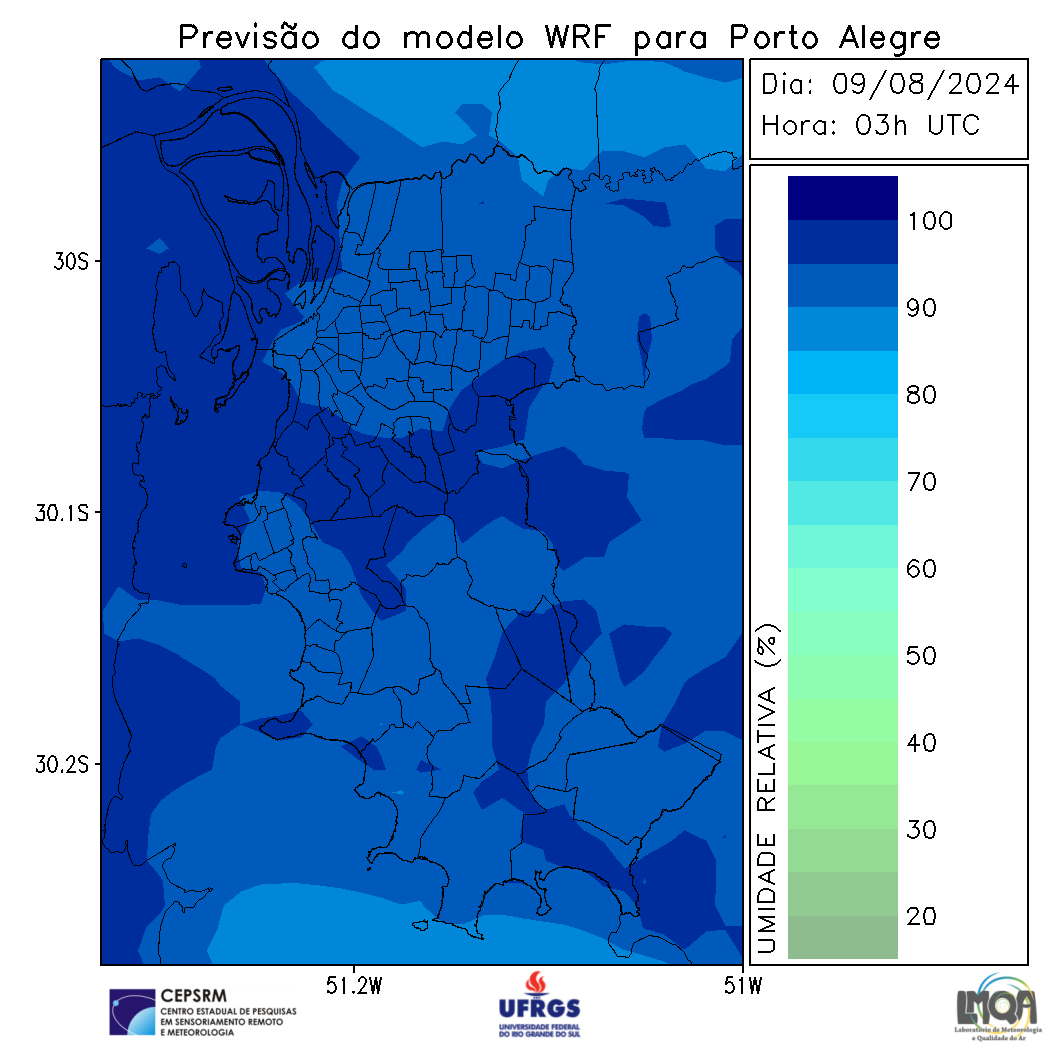 Previsão do modelo WRF para Porto Alegre
Dia: 09/08/2024
Hora: 03h UTC
100
90
80
70
60
50
40
30
20
UMIDADE RELATIVA (%)
30S
30.1S
30.2S
51.2W
51W
CEPSRM
CENTRO ESTADUAL DE PESQUISAS
EM SENSORIAMENTO REMOTO
E METEOROLOGIA
UFRGS
UNIVERSIDADE FEDERAL
DO RIO GRANDE DO SUL
LMQA
Laboratório de Meteorologia
e Qualidade do Ar